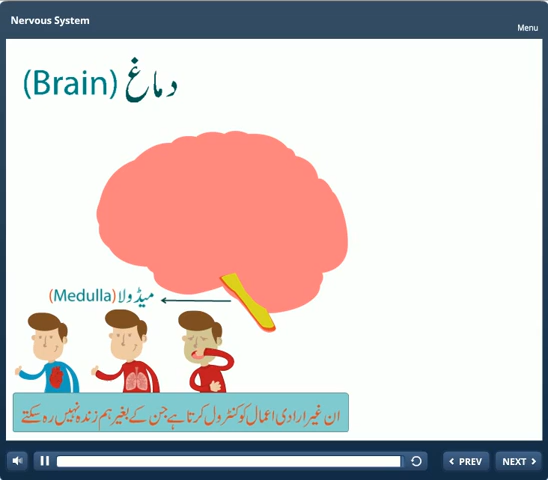 Nervous System
Menu
دماغ (Brain)
میڈولا (Medulla)
ان غیر ارادی اعمال کو کنٹرول کرتا ہے جن کے بغیر ہم زندہ نہیں رہ سکتے
PREV
NEXT